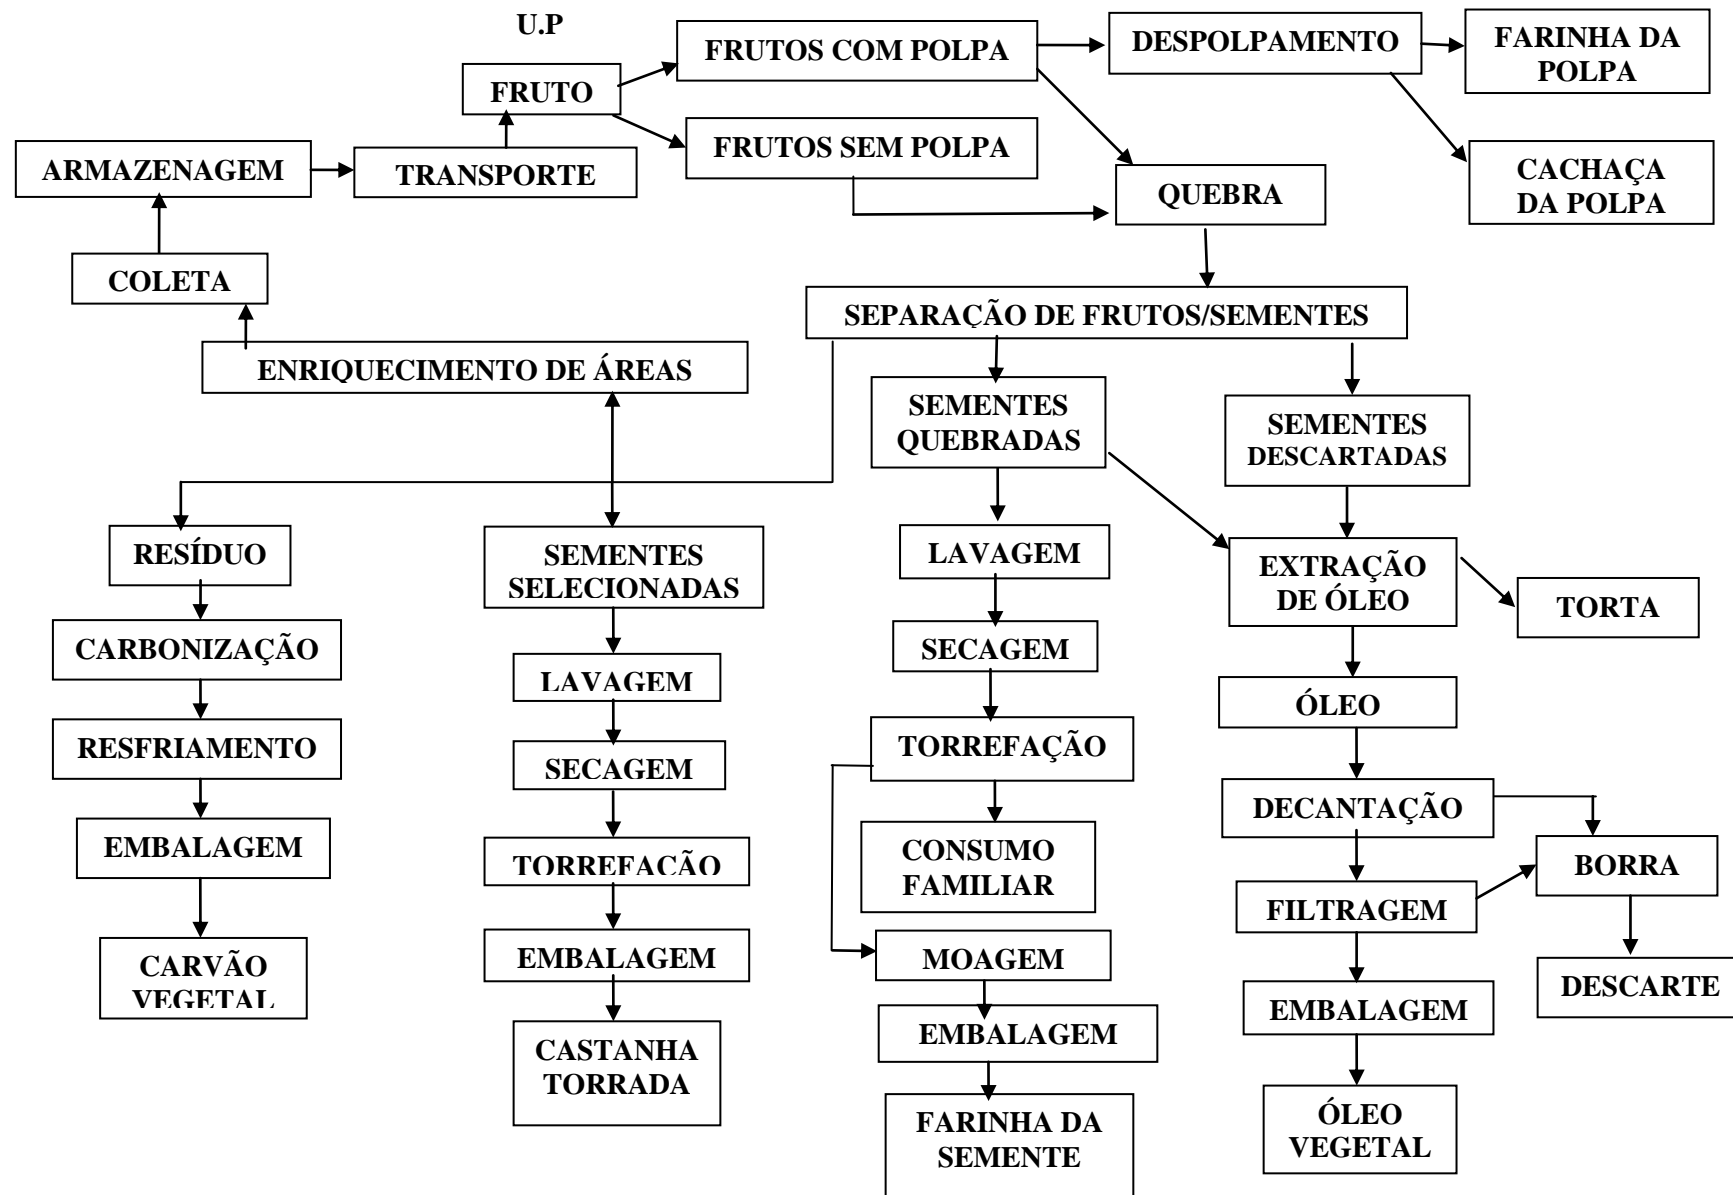 U.P
FRUTOS COM POLPA
DESPOLPAMENTO
FARINHA DA
POLPA
FRUTO
FRUTOS SEM POLPA
ARMAZENAGEM
TRANSPORTE
QUEBRA
CACHAÇA
DA POLPA
COLETA
SEPARAÇÃO DE FRUTOS/SEMENTES
ENRIQUECIMENTO DE ÁREAS
SEMENTES
QUEBRADAS
SEMENTES
DESCARTADAS
RESÍDUO
SEMENTES
SELECIONADAS
LAVAGEM
EXTRAÇÃO
DE ÓLEO
TORTA
CARBONIZAÇÃO
LAVAGEM
SECAGEM
ÓLEO
RESFRIAMENTO
SECAGEM
TORREFAÇÃO
DECANTAÇÃO
EMBALAGEM
TORREFAÇÃO
CONSUMO
FAMILIAR
BORRA
FILTRAGEM
CARVÃO
VEGETAL
EMBALAGEM
MOAGEM
DESCARTE
EMBALAGEM
EMBALAGEM
CASTANHA
TORRADA
FARINHA DA
SEMENTE
ÓLEO
VEGETAL